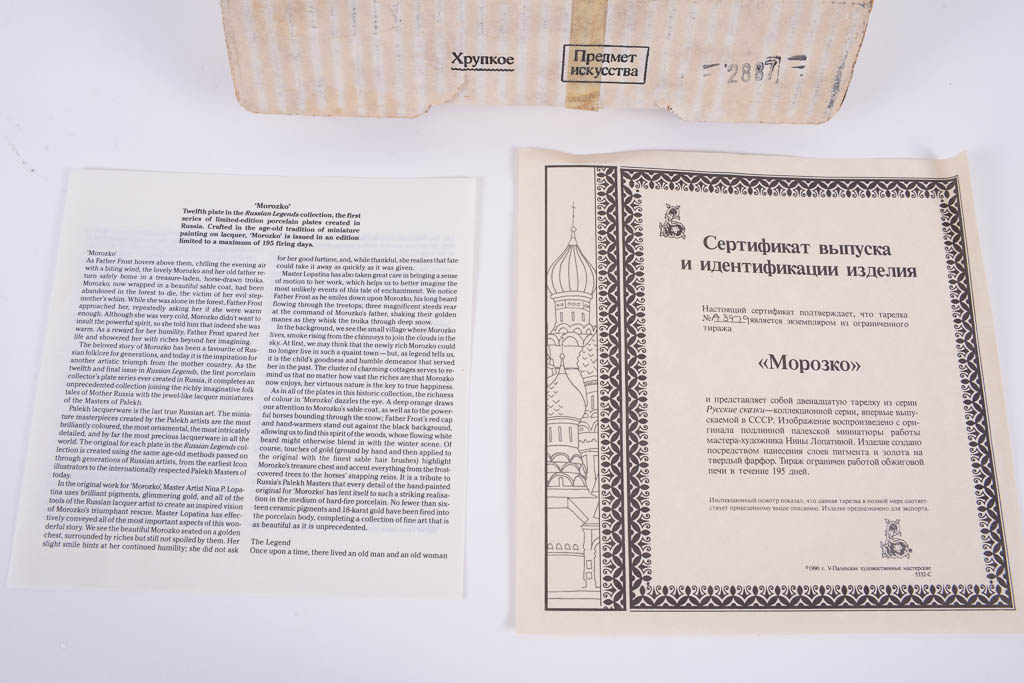 Хрупкое
Предмет
искусства
2887
'Morozko'
Twelfth plate in the Russian Legends collection, the first
series of limited-edition porcelain plates created in
Russia. Crafted in the age-old tradition of miniature
painting on lacquer, 'Morozko' is issued in an edition
limited to a maximum of 195 firing days.
'Morozko'
As Father Frost hovers above them, chilling the evening air
with a biting wind, the lovely Morozko and her old father re-
turn safely home in a treasure-laden, horse-drawn troika.
Morozko, now wrapped in a beautiful sable coat, had been
abandoned in the forest to die, the victim of her evil step-
mother's whim. While she was alone in the forest, Father Frost
approached her, repeatedly asking her if she were warm
enough. Although she was very cold, Morozko didn't want to
insult the powerful spirit, so she told him that indeed she was
warm. As a reward for her humility, Father Frost spared her
life and showered her with riches beyond her imagining.
The beloved story of Morozko has been a favourite of Rus-
sian folklore for generations, and today it is the inspiration for
another artistic triumph from the mother country. As the
twelfth and final issue in Russian Legends, the first porcelain
collector's plate series ever created in Russia, it completes an
unprecedented collection joining the richly imaginative folk
tales of Mother Russia with the jewel-like lacquer miniatures
of the Masters of Palekh.
Palekh lacquerware is the last true Russian art. The minia-
ture masterpieces created by the Palekh artists are the most
brilliantly coloured, the most ornamental, the most intricately
detailed, and by far the most precious lacquerware in all the
world. The original for each plate in the Russian Legends col-
lection is created using the same age-old methods passed on
through generations of Russian artists, from the earliest Icon
illustrators to the internationally respected Palekh Masters of
today.
In the original work for 'Morozko', Master Artist Nina P. Lopa-
tina uses brilliant pigments, glimmering gold, and all of the
tools of the Russian lacquer artist to create an inspired vision
of Morozko's triumphant rescue. Master Lopatina has effec-
tively conveyed all of the most important aspects of this won-
derful story. We see the beautiful Morozko seated on a golden
chest, surrounded by riches but still not spoiled by them. Her
slight smile hints at her continued humility; she did not ask
for her good fortune, and, while thankful, she realises that fate
could take it away as quickly as it was given.
Master Lopatina has also taken great care in bringing a sense
of motion to her work, which helps us to better imagine the
most unlikely events of this tale of enchantment. We notice
Father Frost as he smiles down upon Morozko, his long beard
flowing through the treetops; three magnificent steeds rear
at the command of Morozko's father, shaking their golden
manes as they whisk the troika through deep snow.
In the background, we see the small village where Morozko
lives, smoke rising from the chimneys to join the clouds in the
sky. At first, we may think that the newly rich Morozko could
no longer live in such a quaint town — but, as legend tells us,
it is the child's goodness and humble demeanor that served
her in the past. The cluster of charming cottages serves to re-
mind us that no matter how vast the riches are that Morozko
now enjoys, her virtuous nature is the key to true happiness.
As in all of the plates in this historic collection, the richness
of colour in 'Morozko' dazzles the eye. A deep orange draws
our attention to Morozko's sable coat, as well as to the power-
ful horses bounding through the snow; Father Frost's red cap
and hand-warmers stand out against the black background,
allowing us to find this spirit of the woods, whose flowing white
beard might otherwise blend in with the winter scene. Of
course, touches of gold (ground by hand and then applied to
the original with the finest sable hair brushes) highlight
Morozko's treasure chest and accent everything from the frost-
covered trees to the horses' snapping reins. It is a tribute to
Russia's Palekh Masters that every detail of the hand-painted
original for 'Morozko' has lent itself to such a striking realisa-
tion in the medium of hard-fire porcelain. No fewer than six-
teen ceramic pigments and 18-karat gold have been fired into
the porcelain body, completing a collection of fine art that is
as beautiful as it is unprecedented.
The Legend
Once upon a time, there lived an old man and an old woman
Сертификат выпуска
и идентификации изделия
Настоящий сертификат подтверждает, что тарелка
является экземпляром из ограниченного
тиража
«Морозко»
и представляет собой двенадцатую тарелку из серии
Русские сказки—коллекционной серии, впервые выпу-
скаемой в СССР. Изображение воспроизведено с ори-
гинала подлинной палехской миниатюры работы
мастера-художника Нины Лопатиной. Изделие создано
посредством нанесения слоев пигмента и золота на
твердый фарфор. Тираж ограничен работой обжиговой
печи в течение 195 дней.
Инспекционный осмотр показал, что данная тарелка в полной мере соответ-
ствует приведенному выше описанию. Изделие предназначено для экспорта.
©1990 г. V-Палехские художественные мастерские
5332-С